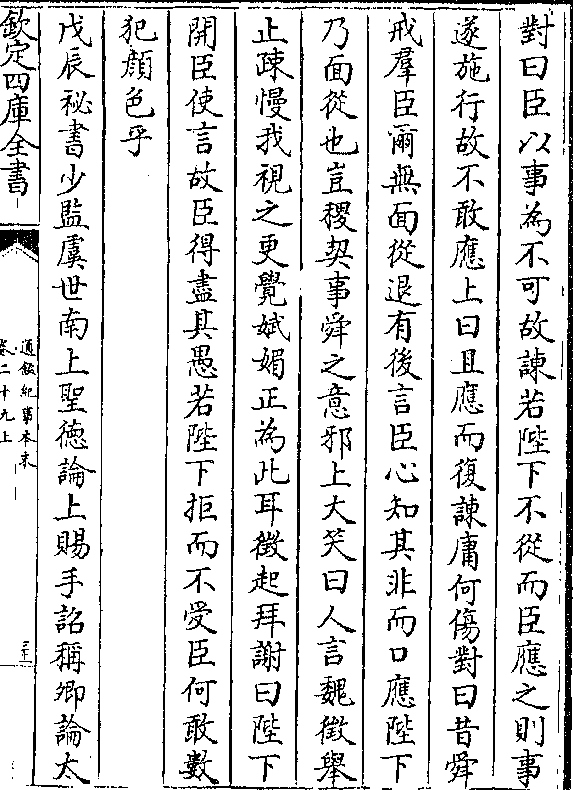 對曰臣以事為不可故諫若陛下不從而臣應之則事
遂施行故不敢應上曰且應而復諫庸何傷對曰昔舜
戒羣臣爾無面從退有後言臣心知其非而口應陛下
乃面從也豈稷契事舜之意邪上大笑曰人言魏徵舉
止疎慢我視之更覺娬媚正為此耳徵起拜謝曰陛下
開臣使言故臣得盡其愚若陛下拒而不受臣何敢數
犯顔色乎
戊辰秘書少監虞世南上聖德論上賜手詔稱卿論太
欽定四庫全書
通鑑紀事本末
卷二十九上